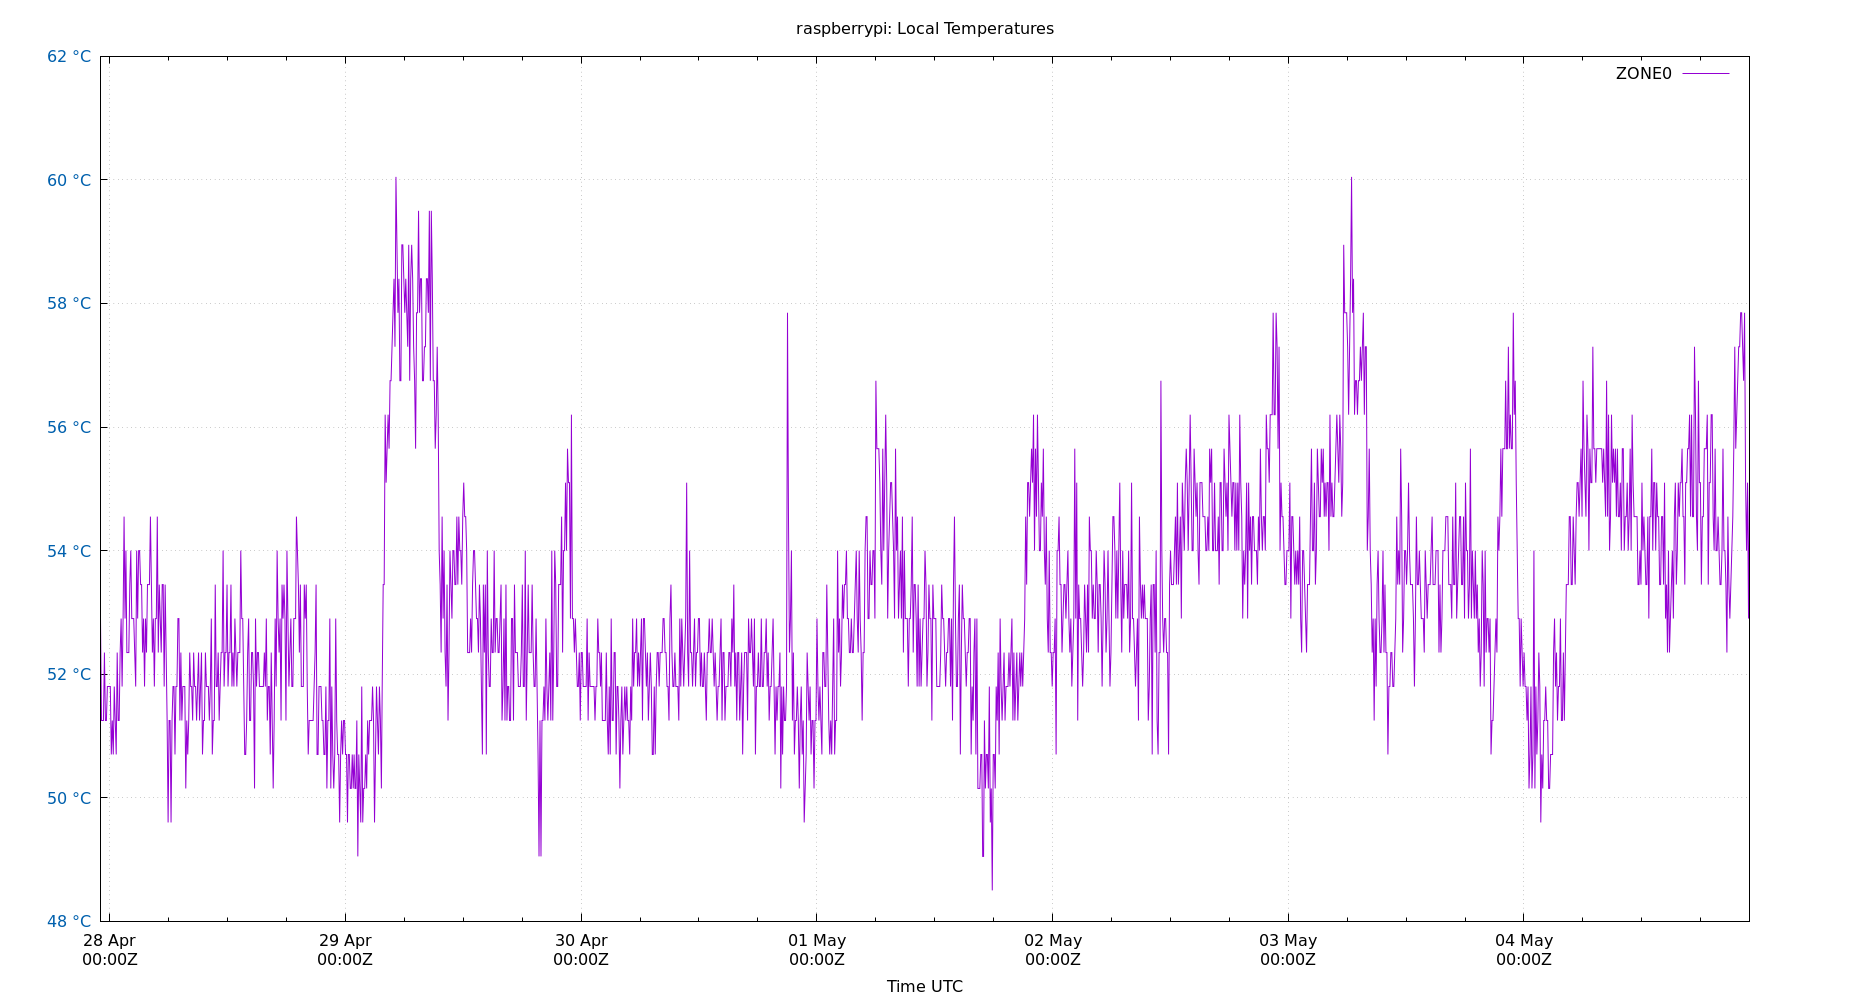 raspberrypi: Local Temperatures
62 °C
ZONE0
60 °C
58 °C
56 °C
54 °C
52 °C
50 °C
48 °C
28 Apr 29 Apr 30 Apr 01 May 02 May 03 May 04 May
00:00Z 00:00Z 00:00Z 00:00Z 00:00Z 00:00Z 00:00Z
Time UTC